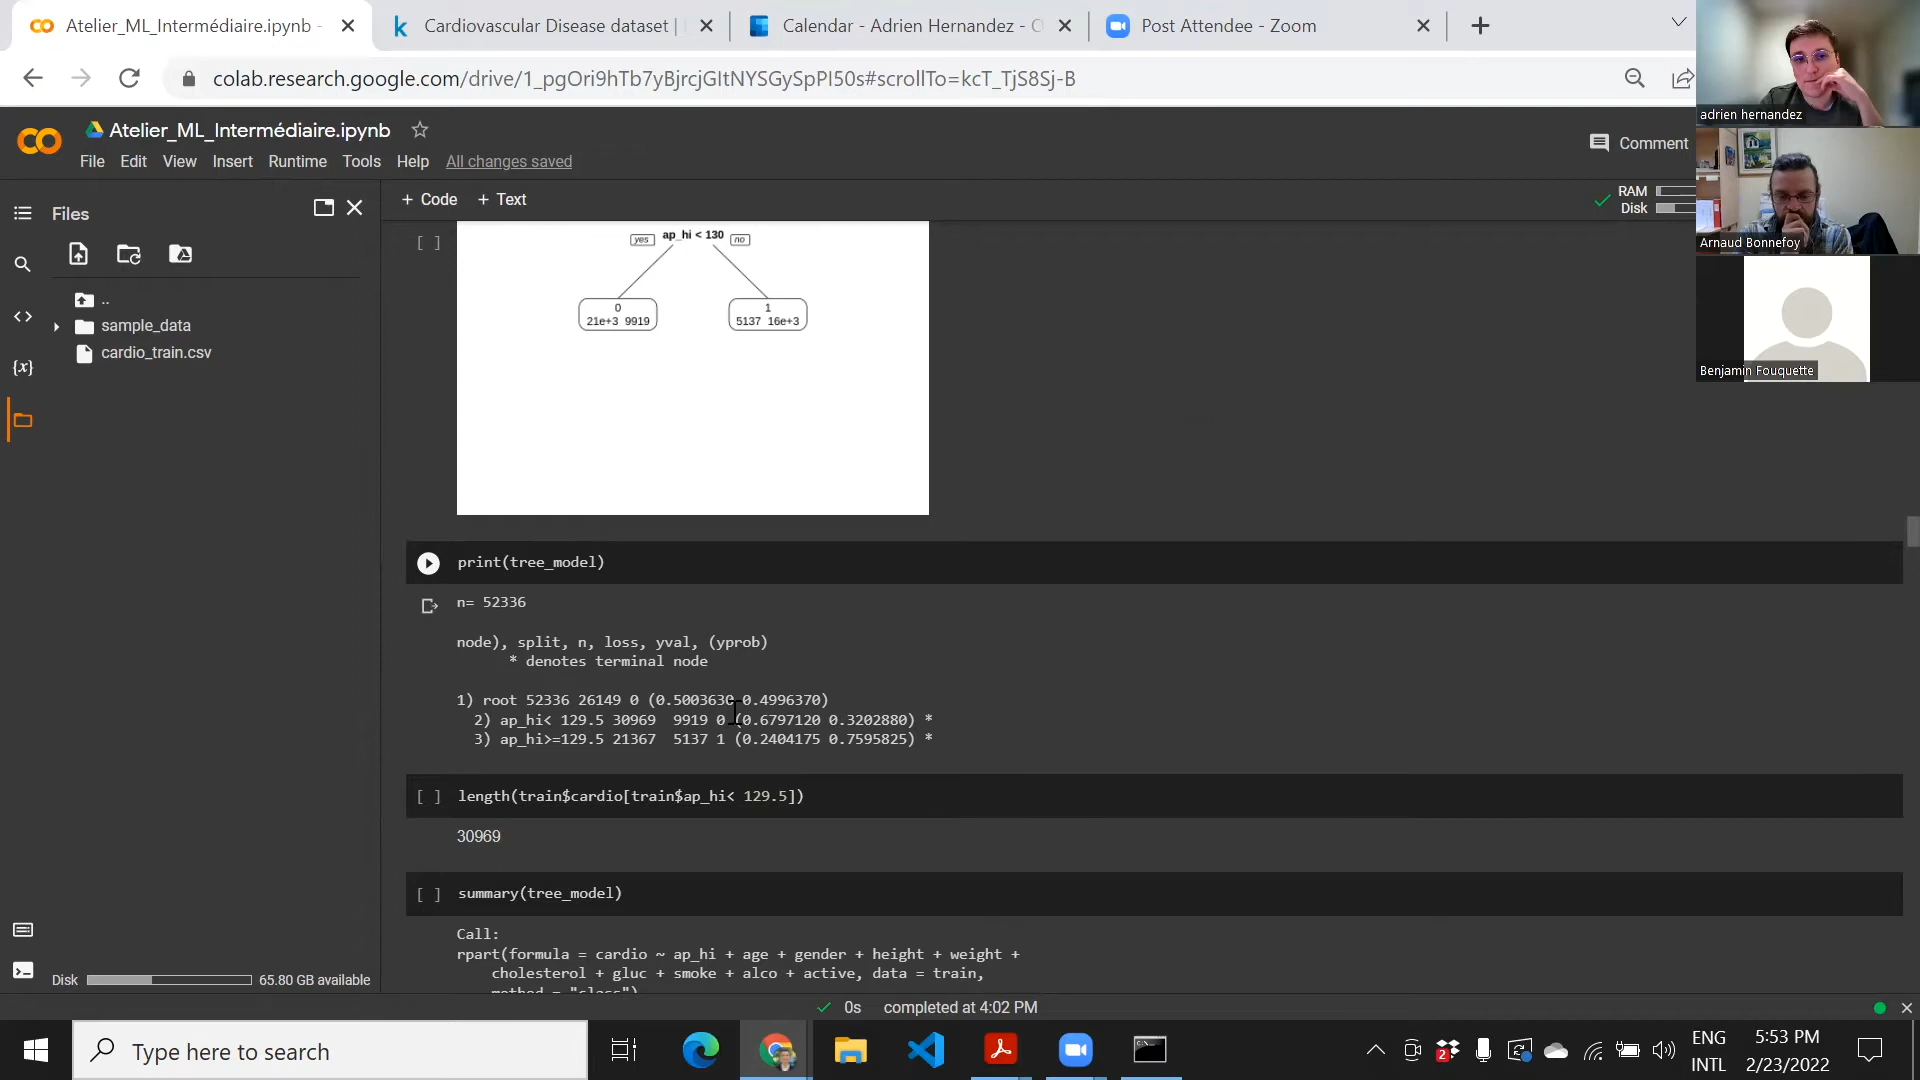 Atelier_ML_Intermédiaire.ipynb -
Cardiovascular Disease dataset |
Calendar - Adrien Hernandez -
Post Attendee - Zoom
colab.research.google.com/drive/1_pgOri9hTb7yBjrcjGItNYSGySpPI50s#scrollTo=kcT_TjS8Sj-B
adrien hernandez
Atelier_ML_Intermédiaire.ipynb
File Edit View Insert Runtime Tools Help All changes saved
Comment
Files
+ Code + Text
RAM
Disk
Arnaud Bonnefoy
..
sample_data
cardio_train.csv
{x}
[ ]
yes ap_hi < 130 no
0
21e+3 9919
1
5137 16e+3
Benjamin Fouquette
print(tree_model)
n= 52336
node), split, n, loss, yval, (yprob)
* denotes terminal node
1) root 52336 26149 0 (0.5003630 0.4996370)
2) ap_hi< 129.5 30969 9919 0 (0.6797120 0.3202880) *
3) ap_hi>=129.5 21367 5137 1 (0.2404175 0.7595825) *
[ ] length(train$cardio[train$ap_hi< 129.5])
30969
[ ] summary(tree_model)
Call:
rpart(formula = cardio ~ ap_hi + age + gender + height + weight +
cholesterol + gluc + smoke + alco + active, data = train,
method = "class")
Disk 65.80 GB available
0s completed at 4:02 PM
Type here to search
2
ENG
INTL
5:53 PM
2/23/2022